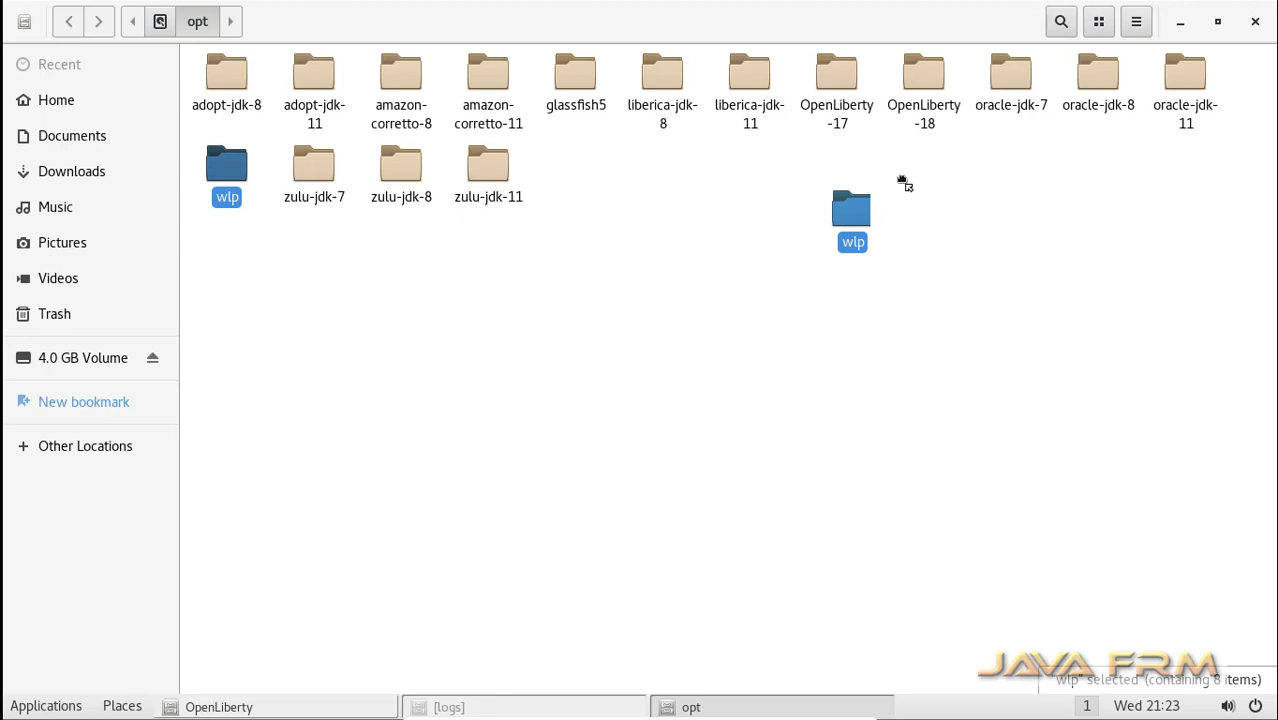 opt
Recent
Home
Documents
Downloads
Music
Pictures
Videos
Trash
4.0 GB Volume
New bookmark
Other Locations
adopt-jdk-8
adopt-jdk-
11
amazon-
corretto-8
amazon-
corretto-11
glassfish5
liberica-jdk-
8
liberica-jdk-
11
OpenLiberty
-17
OpenLiberty
-18
oracle-jdk-7
oracle-jdk-8
oracle-jdk-
11
wlp
zulu-jdk-7
zulu-jdk-8
zulu-jdk-11
wlp
JAVA FRM
"wlp" selected (containing 8 items)
Applications
Places
OpenLiberty
[logs]
opt
1
Wed 21:23